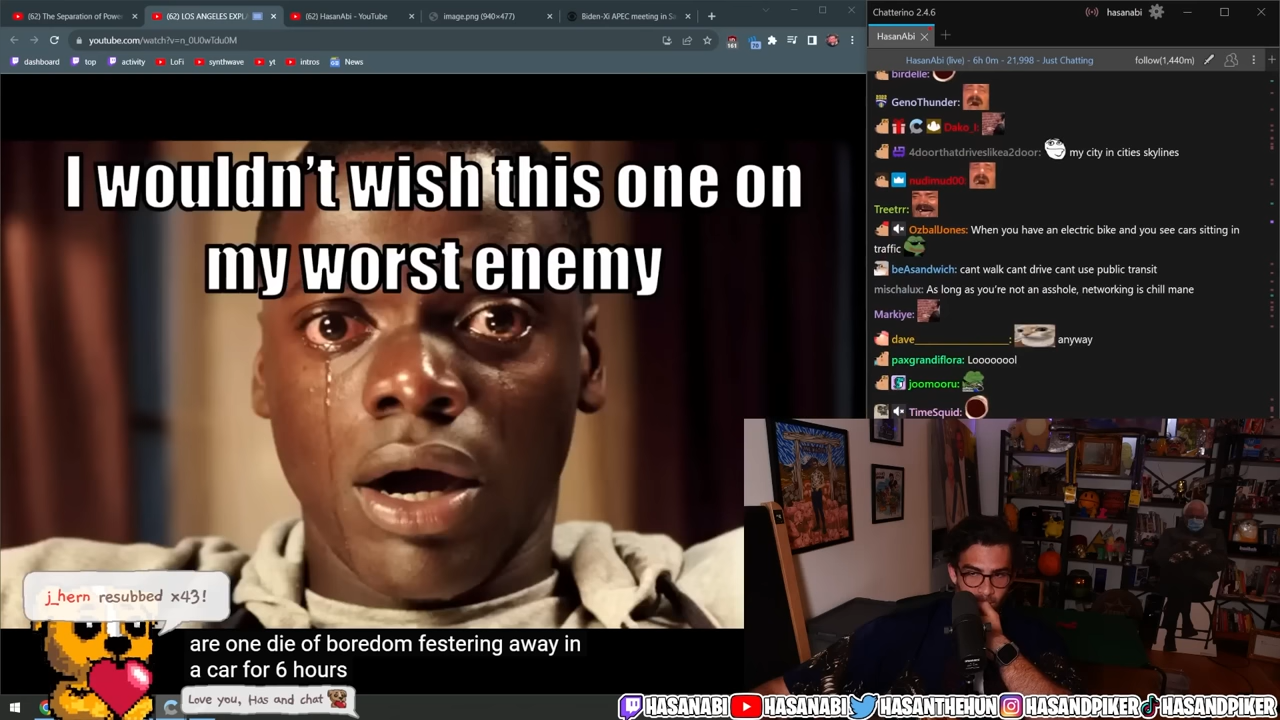 (62) The Separation of Power
(62) LOS ANGELES EXPL
(62) HasanAbi - YouTube
image.png (940×477)
Biden-Xi APEC meeting in Sa
youtube.com/watch?v=n_0U0wTdu0M
161
dashboard
top
activity
LoFi
synthwave
yt
intros
News
I wouldn't wish this one on
my worst enemy
j_hern resubbed x43!
are one die of boredom festering away in
a car for 6 hours
Love you, Has and chat
Chatterino 2.4.6
hasanabi
HasanAbi
HasanAbi (live) - 6h 0m - 21,998 - Just Chatting
follow(1,440m)
birdelle:
GenoThunder:
Dako_I:
4doorthatdriveslikea2door: my city in cities skylines
nudimud00:
Treetrr:
OzballJones: When you have an electric bike and you see cars sitting in
traffic
beAsandwich: cant walk cant drive cant use public transit
mischalux: As long as you're not an asshole, networking is chill mane
Markiye:
dave______________: anyway
paxgrandiflora: Looooooool
joomooru:
TimeSquid:
HASANABI
HASANABI
HASANTHEHUN
HASANDPIKER
HASANDPIKER